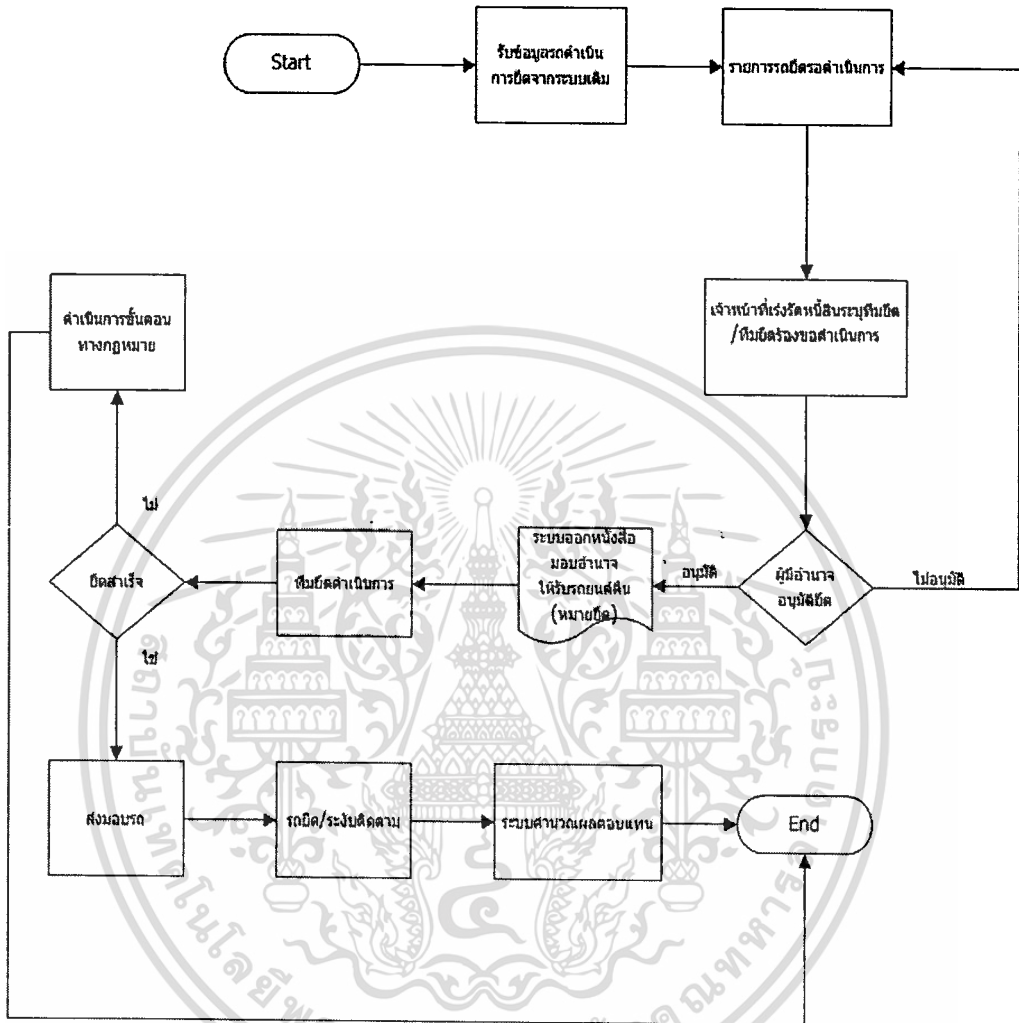 Start
รับข้อมูลรถดำเนิน
การยึดจากระบบเดิม
รายการรถยึดรอดำเนินการ
เจ้าหน้าที่เร่งรัดหนี้สินระบุทีมยึด
/ทีมยึดร้องขอดำเนินการ
ดำเนินการขั้นตอน
ทางกฎหมาย
ไม่
ยึดสำเร็จ
ใช่
ทีมยึดดำเนินการ
ระบบออกหนังสือ
มอบอำนาจ
ให้รับรถยนต์คืน
(หมายยึด)
อนุมัติ
ผู้มีอำนาจ
อนุมัติยึด
ไม่อนุมัติ
ส่งมอบรถ
รถยึด/ระงับติดตาม
ระบบคำนวณผลตอบแทน
End